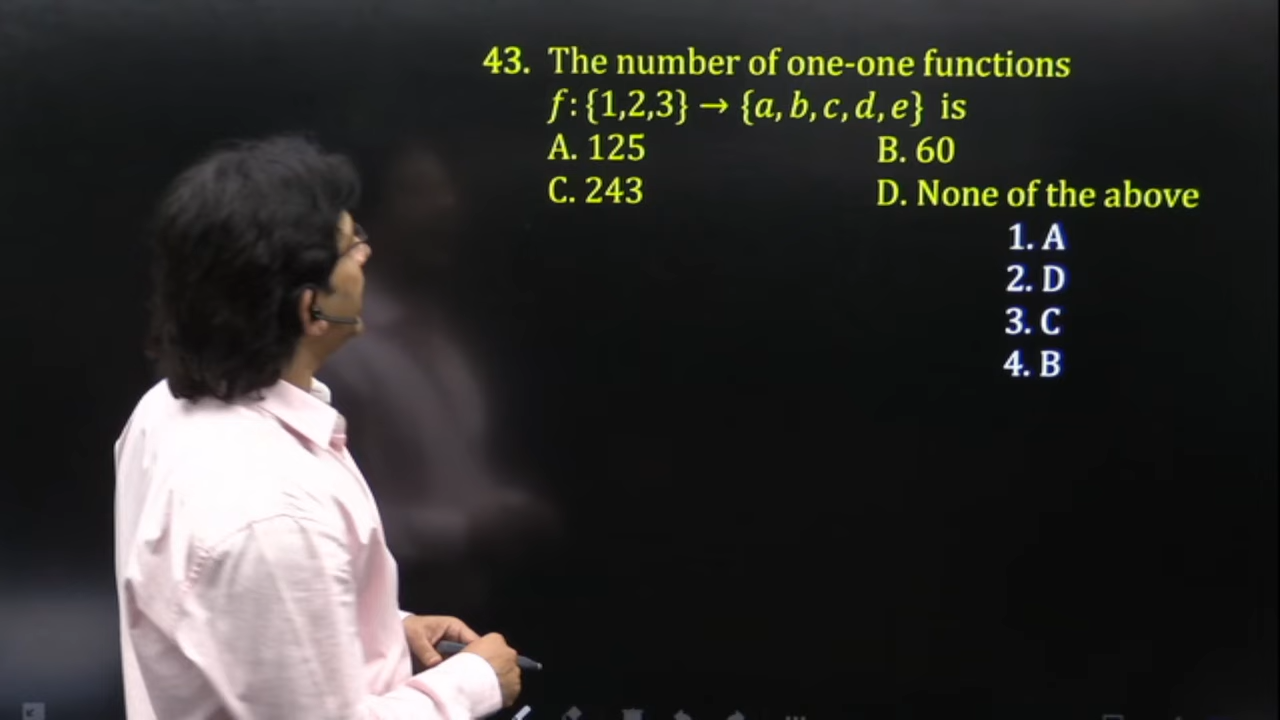 43. The number of one-one functions
f:{1,2,3} → {a, b, c, d, e} is
A. 125 B. 60
C. 243 D. None of the above
1. A
2. D
3. C
4. B